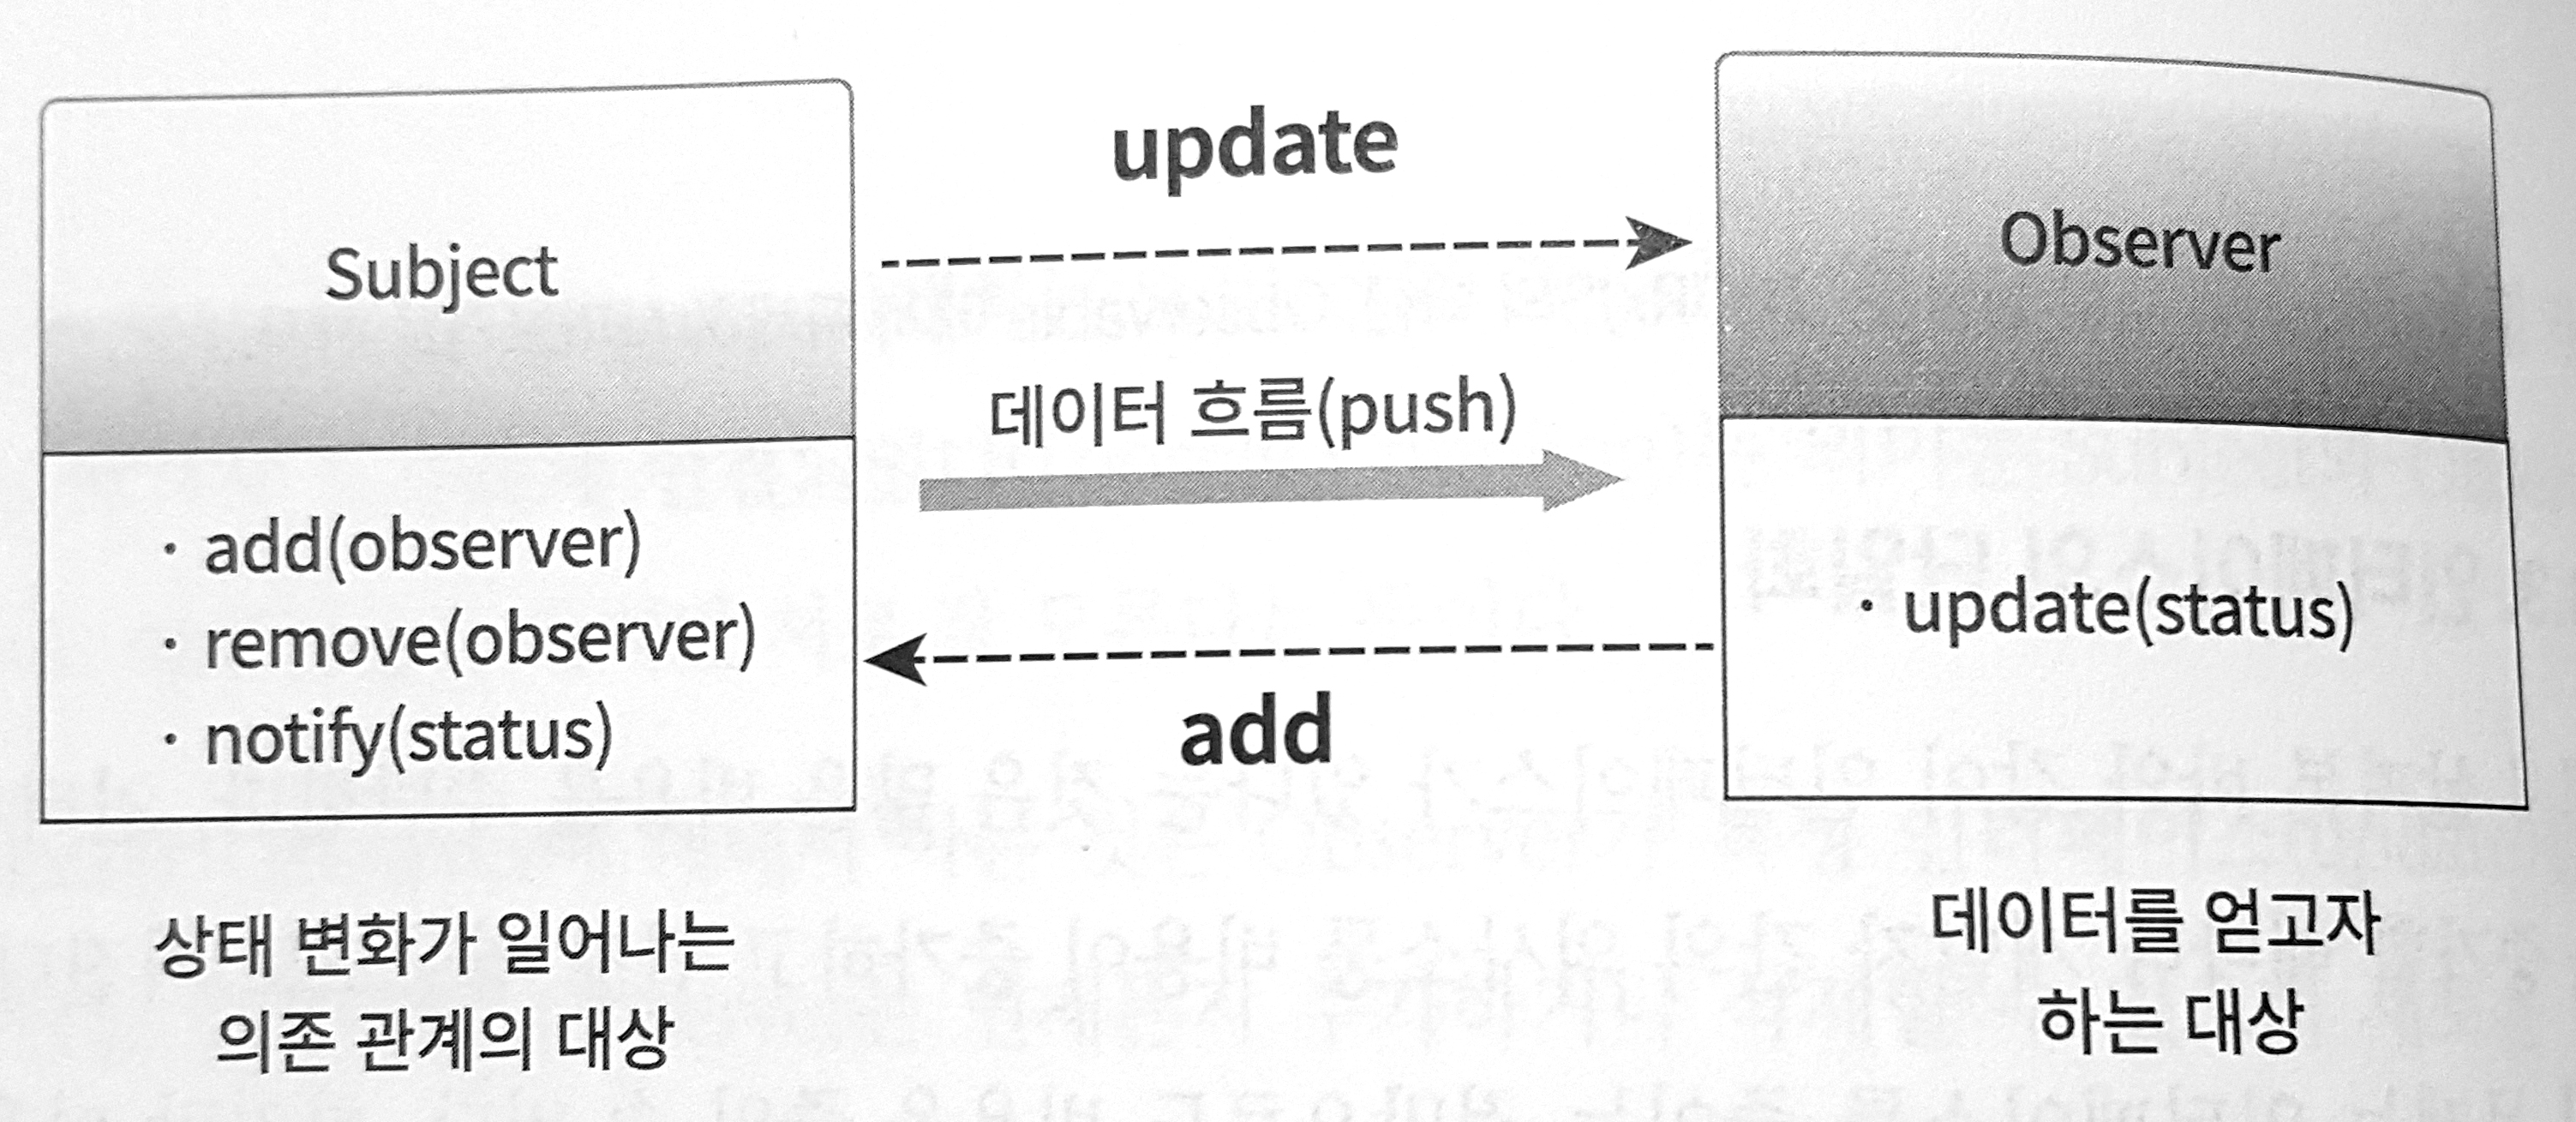 Subject
· add(observer)
· remove(observer)
· notify(status)
상태 변화가 일어나는
의존 관계의 대상
update
데이터 흐름(push)
add
Observer
· update(status)
데이터를 얻고자
하는 대상